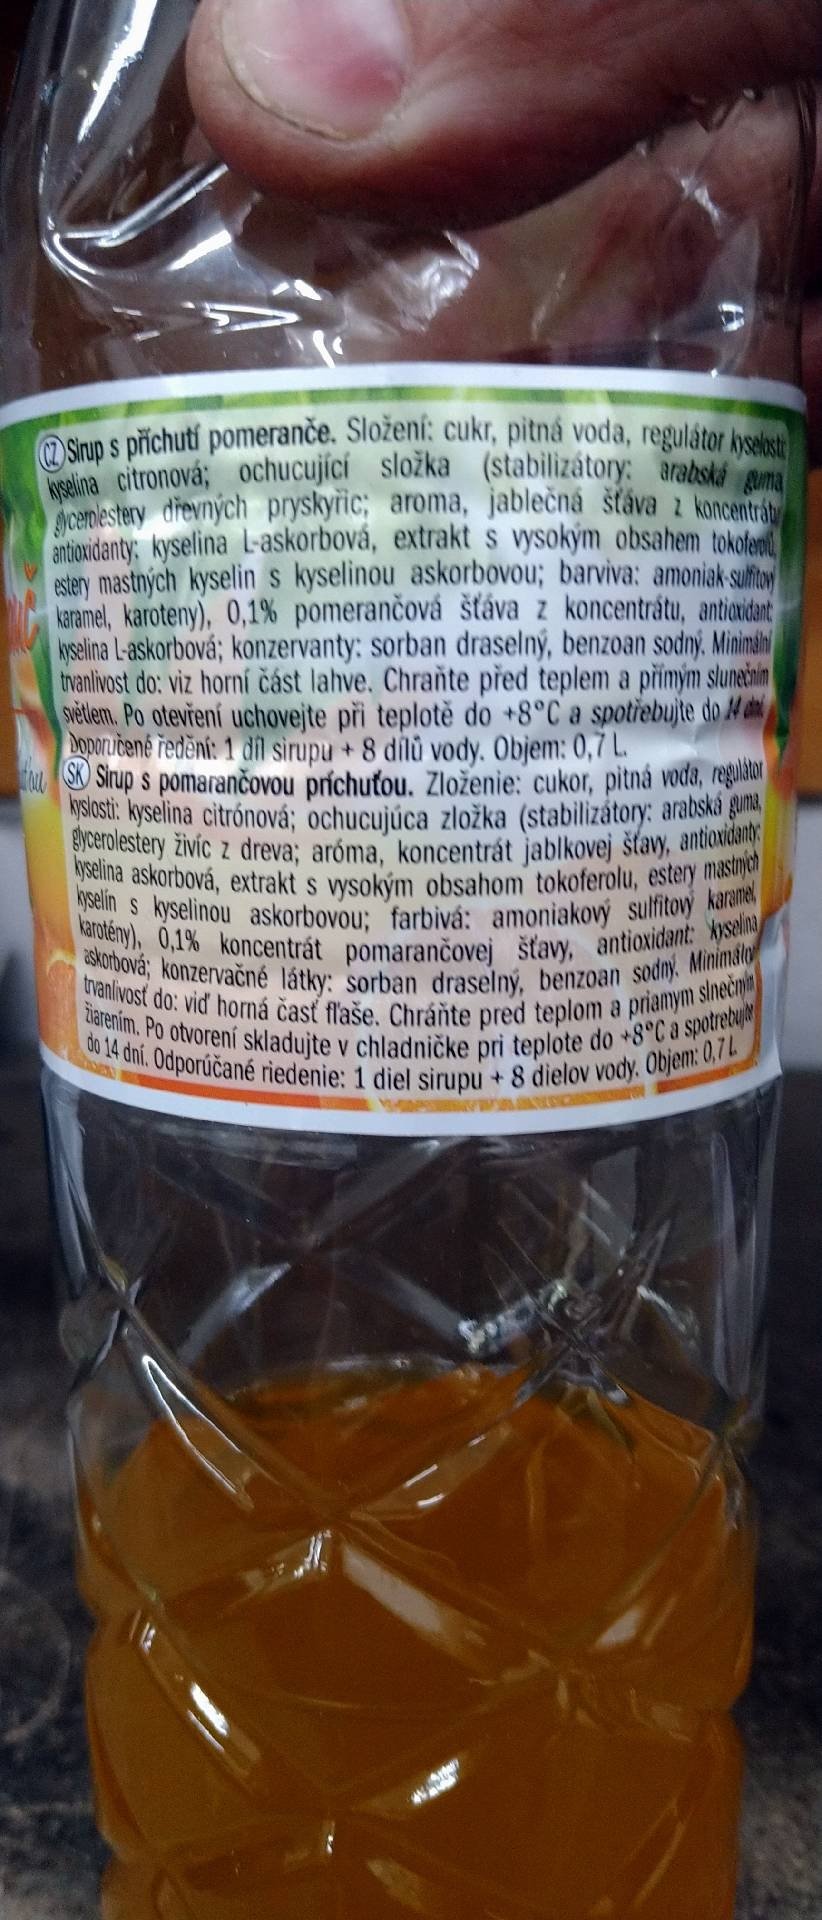 CZ Sirup s příchutí pomeranče. Složení: cukr, pitná voda, regulátor kyselosti:
kyselina citronová; ochucující složka (stabilizátory: arabská guma,
glycerolestery dřevných pryskyřic; aroma, jablečná šťáva z koncentrátu,
antioxidanty: kyselina L-askorbová, extrakt s vysokým obsahem tokoferolů,
estery mastných kyselin s kyselinou askorbovou; barviva: amoniak-sulfitový
karamel, karoteny), 0,1% pomerančová šťáva z koncentrátu, antioxidant:
kyselina L-askorbová; konzervanty: sorban draselný, benzoan sodný. Minimální
trvanlivost do: viz horní část lahve. Chraňte před teplem a přímým slunečním
světlem. Po otevření uchovejte při teplotě do +8°C a spotřebujte do 14 dní.
Doporučené ředění: 1 díl sirupu + 8 dílů vody. Objem: 0,7 L.
SK Sirup s pomarančovou príchuťou. Zloženie: cukor, pitná voda, regulátor
kyslosti: kyselina citrónová; ochucujúca zložka (stabilizátory: arabská guma,
glycerolestery živíc z dreva; aróma, koncentrát jablkovej šťavy, antioxidanty:
kyselina askorbová, extrakt s vysokým obsahom tokoferolu, estery mastných
kyselín s kyselinou askorbovou; farbivá: amoniakový sulfitový karamel,
karotény), 0,1% koncentrát pomarančovej šťavy, antioxidant: kyselina
askorbová; konzervačné látky: sorban draselný, benzoan sodný. Minimálna
trvanlivosť do: viď horná časť fľaše. Chráňte pred teplom a priamym slnečným
žiarením. Po otvorení skladujte v chladničke pri teplote do +8°C a spotrebujte
do 14 dní. Odporúčané riedenie: 1 diel sirupu + 8 dielov vody. Objem: 0,7 L